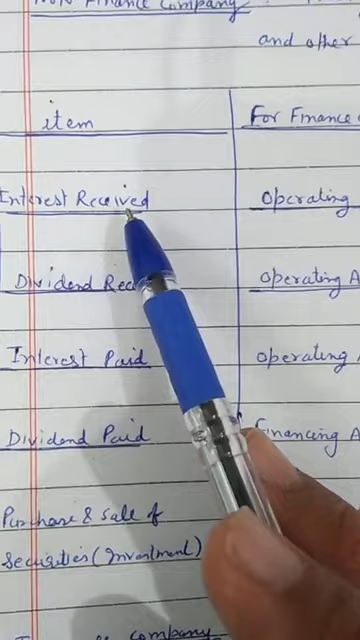 Non Finance Company
and other
item
For Finance
Interest Received
Operating
Dividend Rec
Operating A
Interest Paid
Operating
Dividend Paid
Financing A
Purchase & Sale of
Securities (Investment)
Company